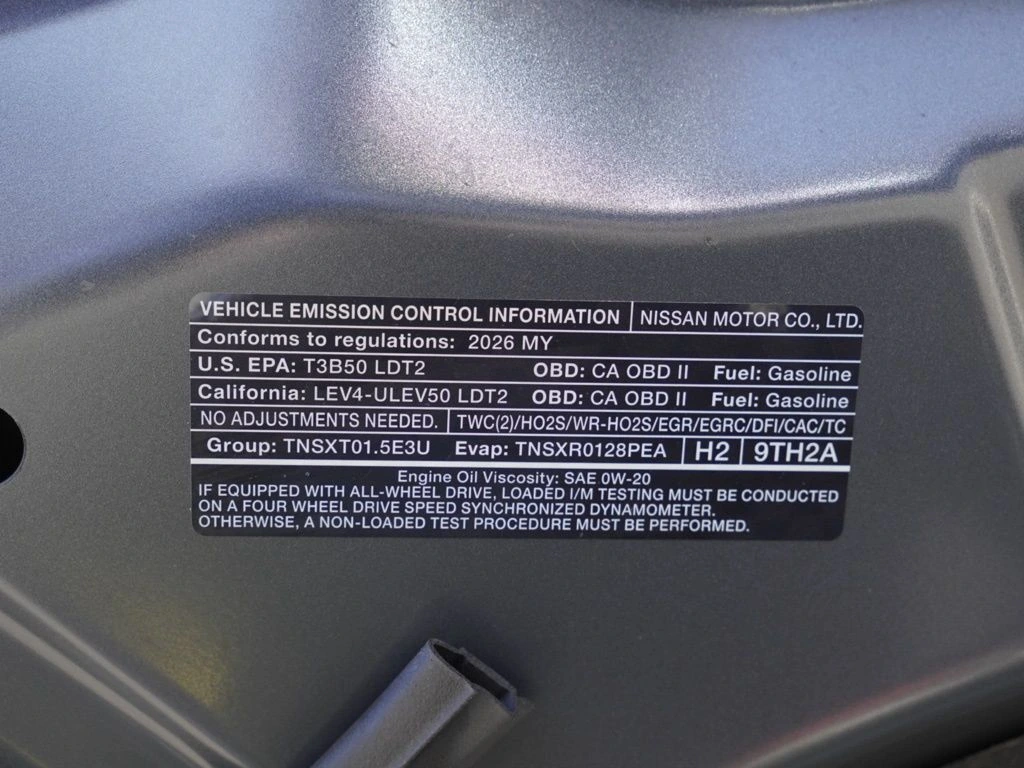 VEHICLE EMISSION CONTROL INFORMATION NISSAN MOTOR CO., LTD.
Conforms to regulations: 2026 MY
U.S. EPA: T3B50 LDT2 OBD: CA OBD II Fuel: Gasoline
California: LEV4-ULEV50 LDT2 OBD: CA OBD II Fuel: Gasoline
NO ADJUSTMENTS NEEDED. TWC(2)/HO2S/WR-HO2S/EGR/EGRC/DFI/CAC/TC
Group: TNSXT01.5E3U Evap: TNSXR0128PEA H2 9TH2A
Engine Oil Viscosity: SAE 0W-20
IF EQUIPPED WITH ALL-WHEEL DRIVE, LOADED I/M TESTING MUST BE CONDUCTED
ON A FOUR WHEEL DRIVE SPEED SYNCHRONIZED DYNAMOMETER.
OTHERWISE, A NON-LOADED TEST PROCEDURE MUST BE PERFORMED.